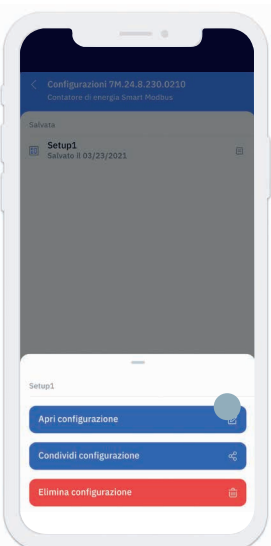 Configurazioni 7M.24.8.230.0210
Contatore di energia Smart Modbus
Salvata
Setup1
Salvato il 03/23/2021
Setup1
Apri configurazione
Condividi configurazione
Elimina configurazione